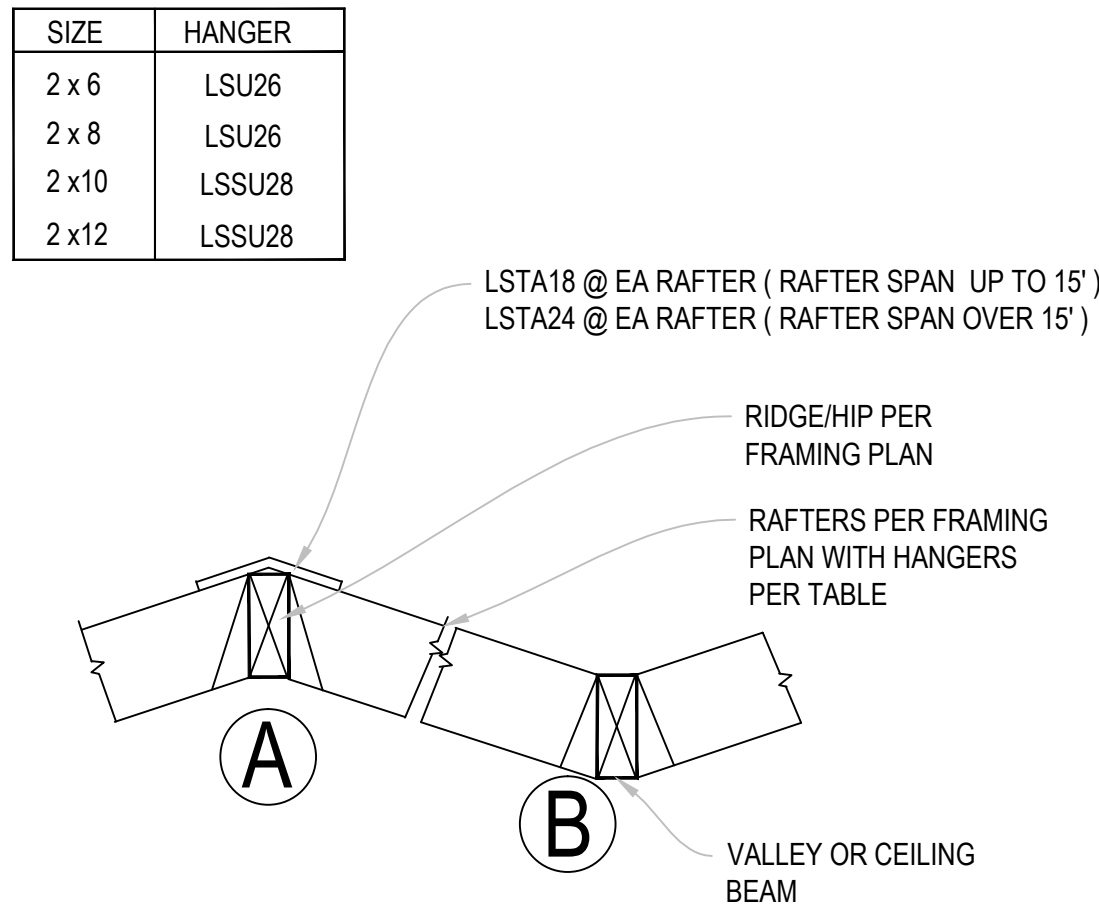 SIZE HANGER
2 x 6 LSU26
2 x 8 LSU26
2 x10 LSSU28
2 x12 LSSU28
LSTA18 @ EA RAFTER ( RAFTER SPAN UP TO 15' )
LSTA24 @ EA RAFTER ( RAFTER SPAN OVER 15' )
RIDGE/HIP PER
FRAMING PLAN
RAFTERS PER FRAMING
PLAN WITH HANGERS
PER TABLE
A
B
VALLEY OR CEILING
BEAM